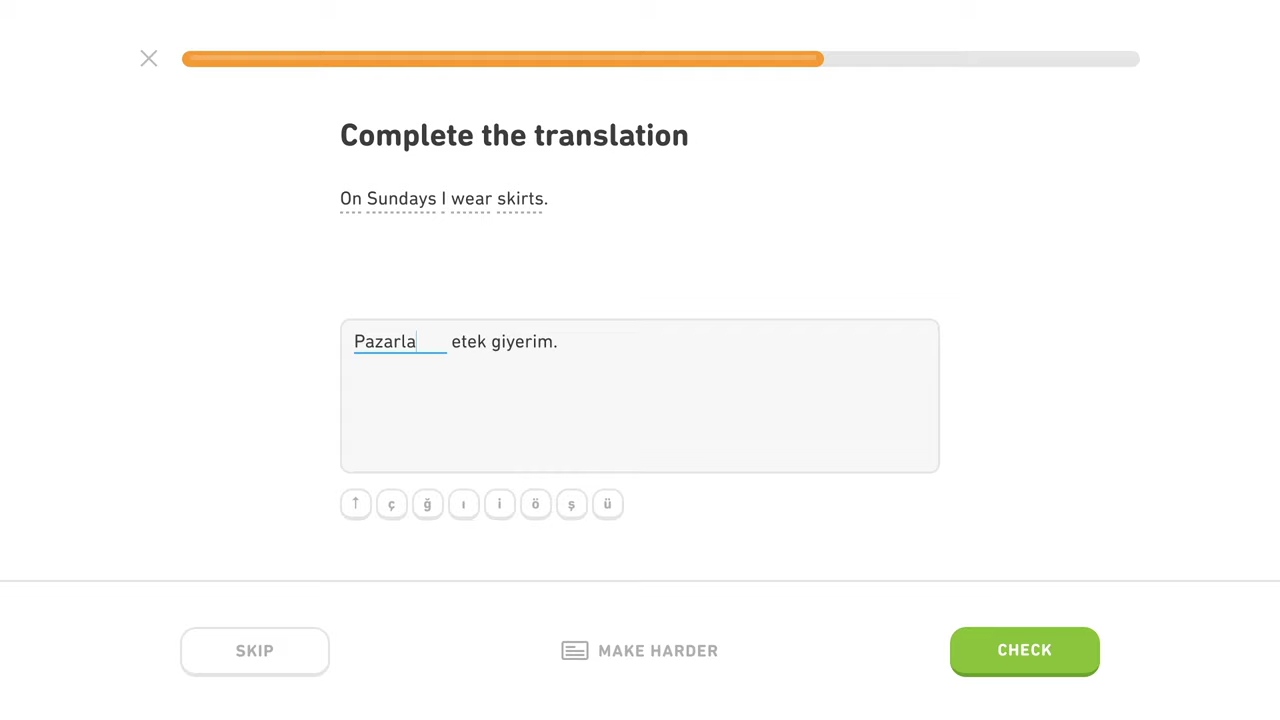 Complete the translation
On Sundays I wear skirts.
Pazarla etek giyerim.
↑ ç ğ ı i ö ş ü
SKIP MAKE HARDER CHECK